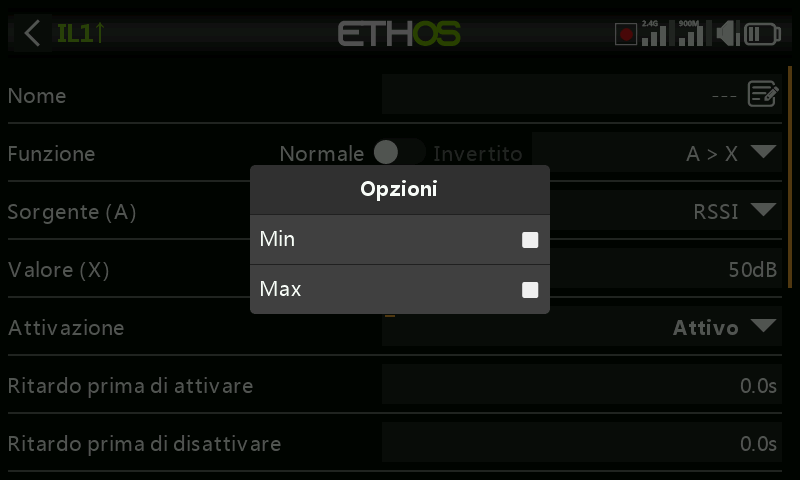 IL1↑
ETHOS
2.4G
900M
Nome
---
Funzione
Normale
Invertito
A > X
Opzioni
Sorgente (A)
RSSI
Min
Valore (X)
50dB
Max
Attivazione
Attivo
Ritardo prima di attivare
0.0s
Ritardo prima di disattivare
0.0s